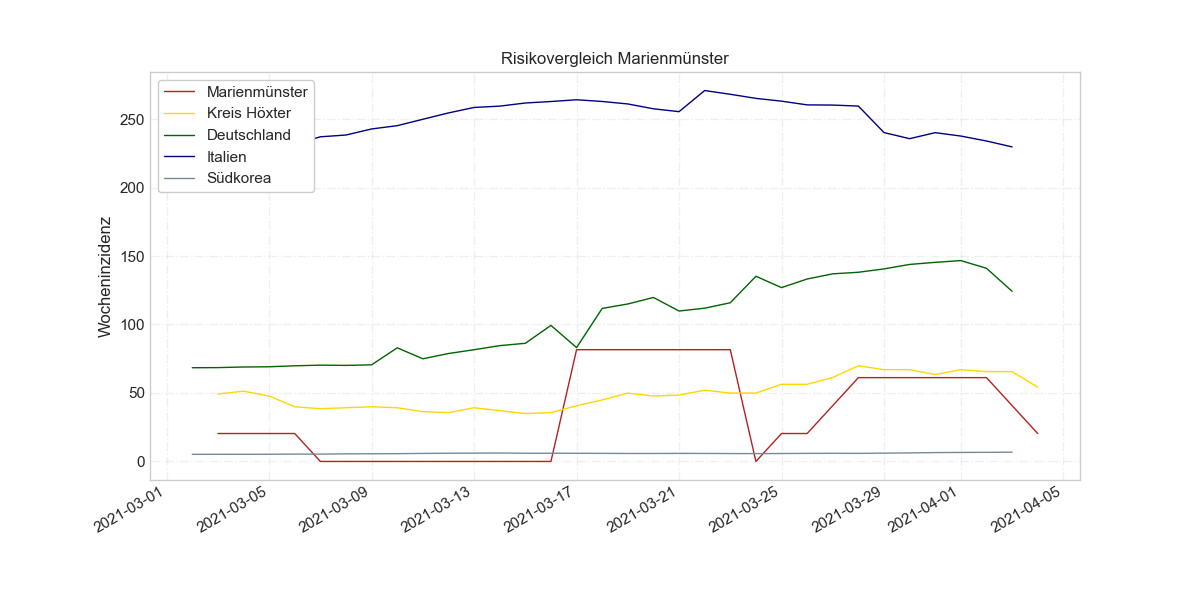 Risikovergleich Marienmünster
Marienmünster
Kreis Höxter
Deutschland
Italien
Südkorea
Wocheninzidenz
250
200
150
100
50
0
2021-03-01
2021-03-05
2021-03-09
2021-03-13
2021-03-17
2021-03-21
2021-03-25
2021-03-29
2021-04-01
2021-04-05